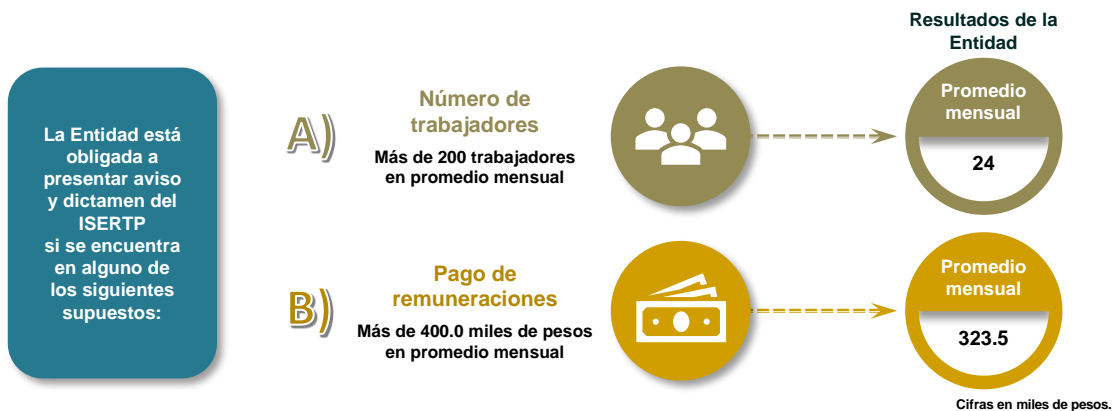 La Entidad está
obligada a
presentar aviso
y dictamen del
ISERTP
si se encuentra
en alguno de
los siguientes
supuestos:
Resultados de la
Entidad
A)
Número de
trabajadores
Más de 200 trabajadores
en promedio mensual
Promedio
mensual
24
B)
Pago de
remuneraciones
Más de 400.0 miles de pesos
en promedio mensual
Promedio
mensual
323.5
Cifras en miles de pesos.